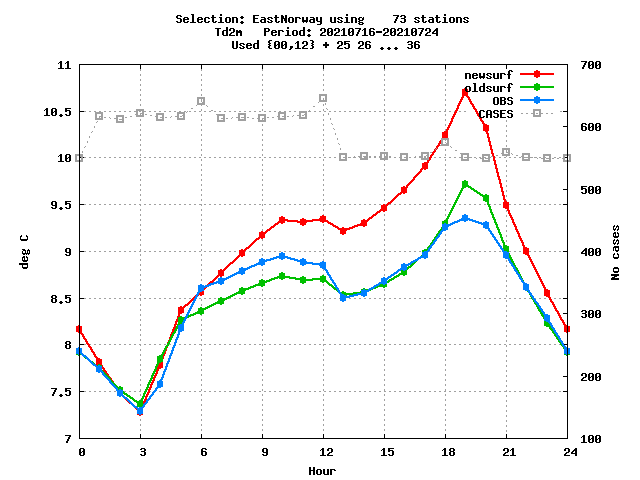 Selection: EastNorway using    73 stations
Td2m   Period: 20210716-20210724
Used {00,12} + 25 26 ... 36
newsurf
oldsurf
OBS
CASES
11
10.5
10
9.5
9
8.5
8
7.5
7
700
600
500
400
300
200
100
deg C
No cases
0 3 6 9 12 15 18 21 24
Hour